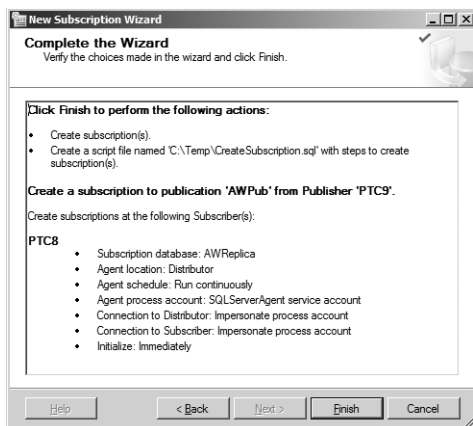 New Subscription Wizard
Complete the Wizard
Verify the choices made in the wizard and click Finish.
Click Finish to perform the following actions:
• Create subscription(s).
• Create a script file named 'C:\Temp\CreateSubscription.sql' with steps to create
subscription(s).
Create a subscription to publication 'AWPub' from Publisher 'PTC9'.
Create subscriptions at the following Subscriber(s):
PTC8
• Subscription database: AWReplica
• Agent location: Distributor
• Agent schedule: Run continuously
• Agent process account: SQLServerAgent service account
• Connection to Distributor: Impersonate process account
• Connection to Subscriber: Impersonate process account
• Initialize: Immediately
Help < Back Next > Finish Cancel